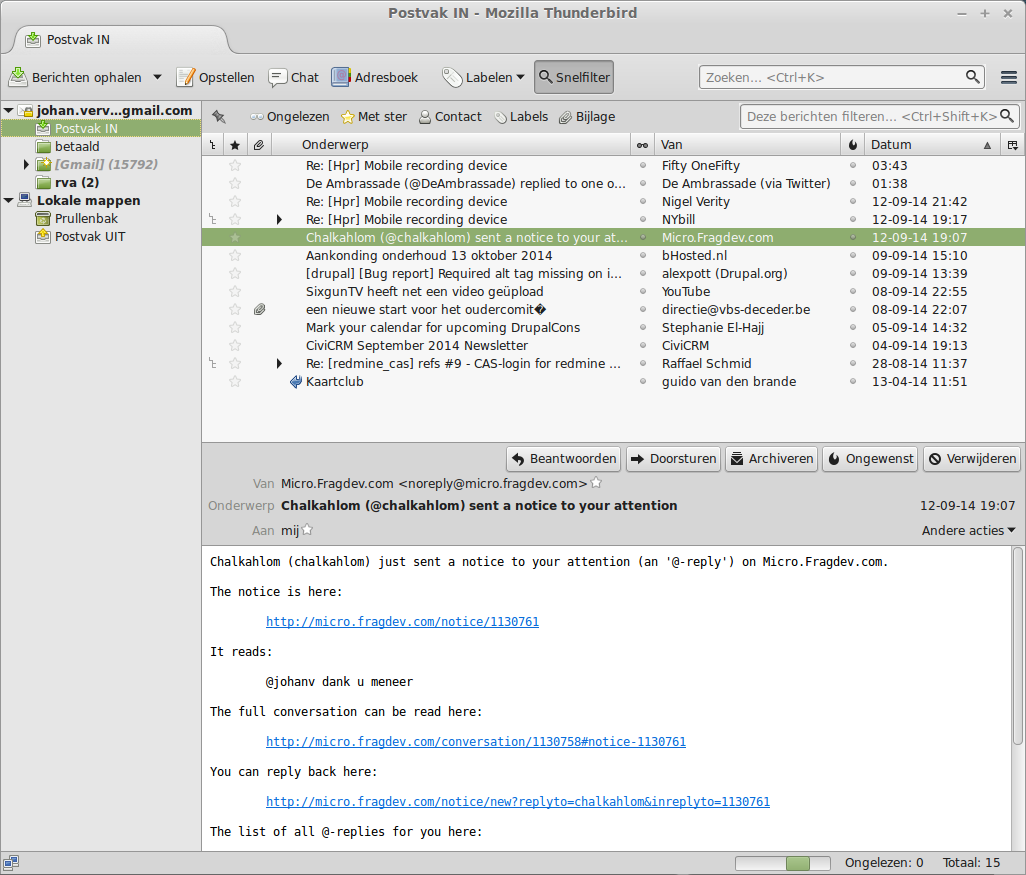 Postvak IN - Mozilla Thunderbird
Postvak IN
Berichten ophalen Opstellen Chat Adresboek Labelen Snelfilter Zoeken... <Ctrl+K>
johan.verv...gmail.com
Postvak IN
betaald
[Gmail] (15792)
rva (2)
Lokale mappen
Prullenbak
Postvak UIT
Ongelezen Met ster Contact Labels Bijlage Deze berichten filteren... <Ctrl+Shift+K>
Onderwerp Van Datum
Re: [Hpr] Mobile recording device Fifty OneFifty 03:43
De Ambrassade (@DeAmbrassade) replied to one o... De Ambrassade (via Twitter) 01:38
Re: [Hpr] Mobile recording device Nigel Verity 12-09-14 21:42
Re: [Hpr] Mobile recording device NYbill 12-09-14 19:17
Chalkahlom (@chalkahlom) sent a notice to your at... Micro.Fragdev.com 12-09-14 19:07
Aankonding onderhoud 13 oktober 2014 bHosted.nl 09-09-14 15:10
[drupal] [Bug report] Required alt tag missing on i... alexpott (Drupal.org) 09-09-14 13:39
SixgunTV heeft net een video geüpload YouTube 08-09-14 22:55
een nieuwe start voor het oudercomit� directie@vbs-deceder.be 08-09-14 22:07
Mark your calendar for upcoming DrupalCons Stephanie El-Hajj 05-09-14 14:32
CiviCRM September 2014 Newsletter CiviCRM 04-09-14 19:13
Re: [redmine_cas] refs #9 - CAS-login for redmine ... Raffael Schmid 28-08-14 11:37
Kaartclub guido van den brande 13-04-14 11:51
Beantwoorden Doorsturen Archiveren Ongewenst Verwijderen
Van Micro.Fragdev.com <noreply@micro.fragdev.com>
Onderwerp Chalkahlom (@chalkahlom) sent a notice to your attention 12-09-14 19:07
Aan mij Andere acties
Chalkahlom (chalkahlom) just sent a notice to your attention (an '@-reply') on Micro.Fragdev.com.
The notice is here:
http://micro.fragdev.com/notice/1130761
It reads:
@johanv dank u meneer
The full conversation can be read here:
http://micro.fragdev.com/conversation/1130758#notice-1130761
You can reply back here:
http://micro.fragdev.com/notice/new?replyto=chalkahlom&inreplyto=1130761
The list of all @-replies for you here:
Ongelezen: 0 Totaal: 15